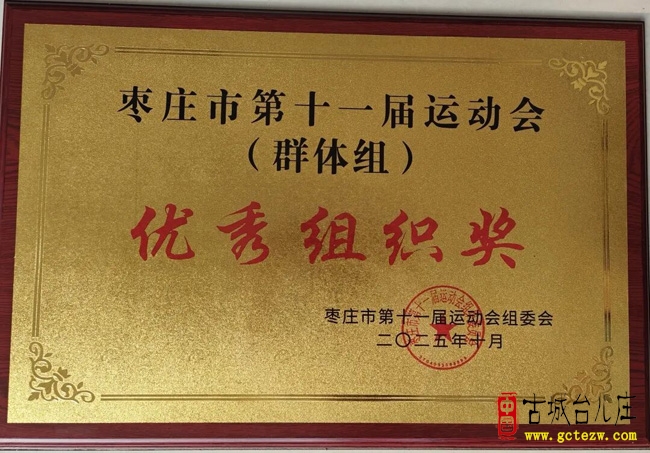 枣庄市第十一届运动会
（群体组）
优秀组织奖
枣庄市第十一届运动会组委会
二〇二五年十月
中国
古城台儿庄
www.gctezw.com